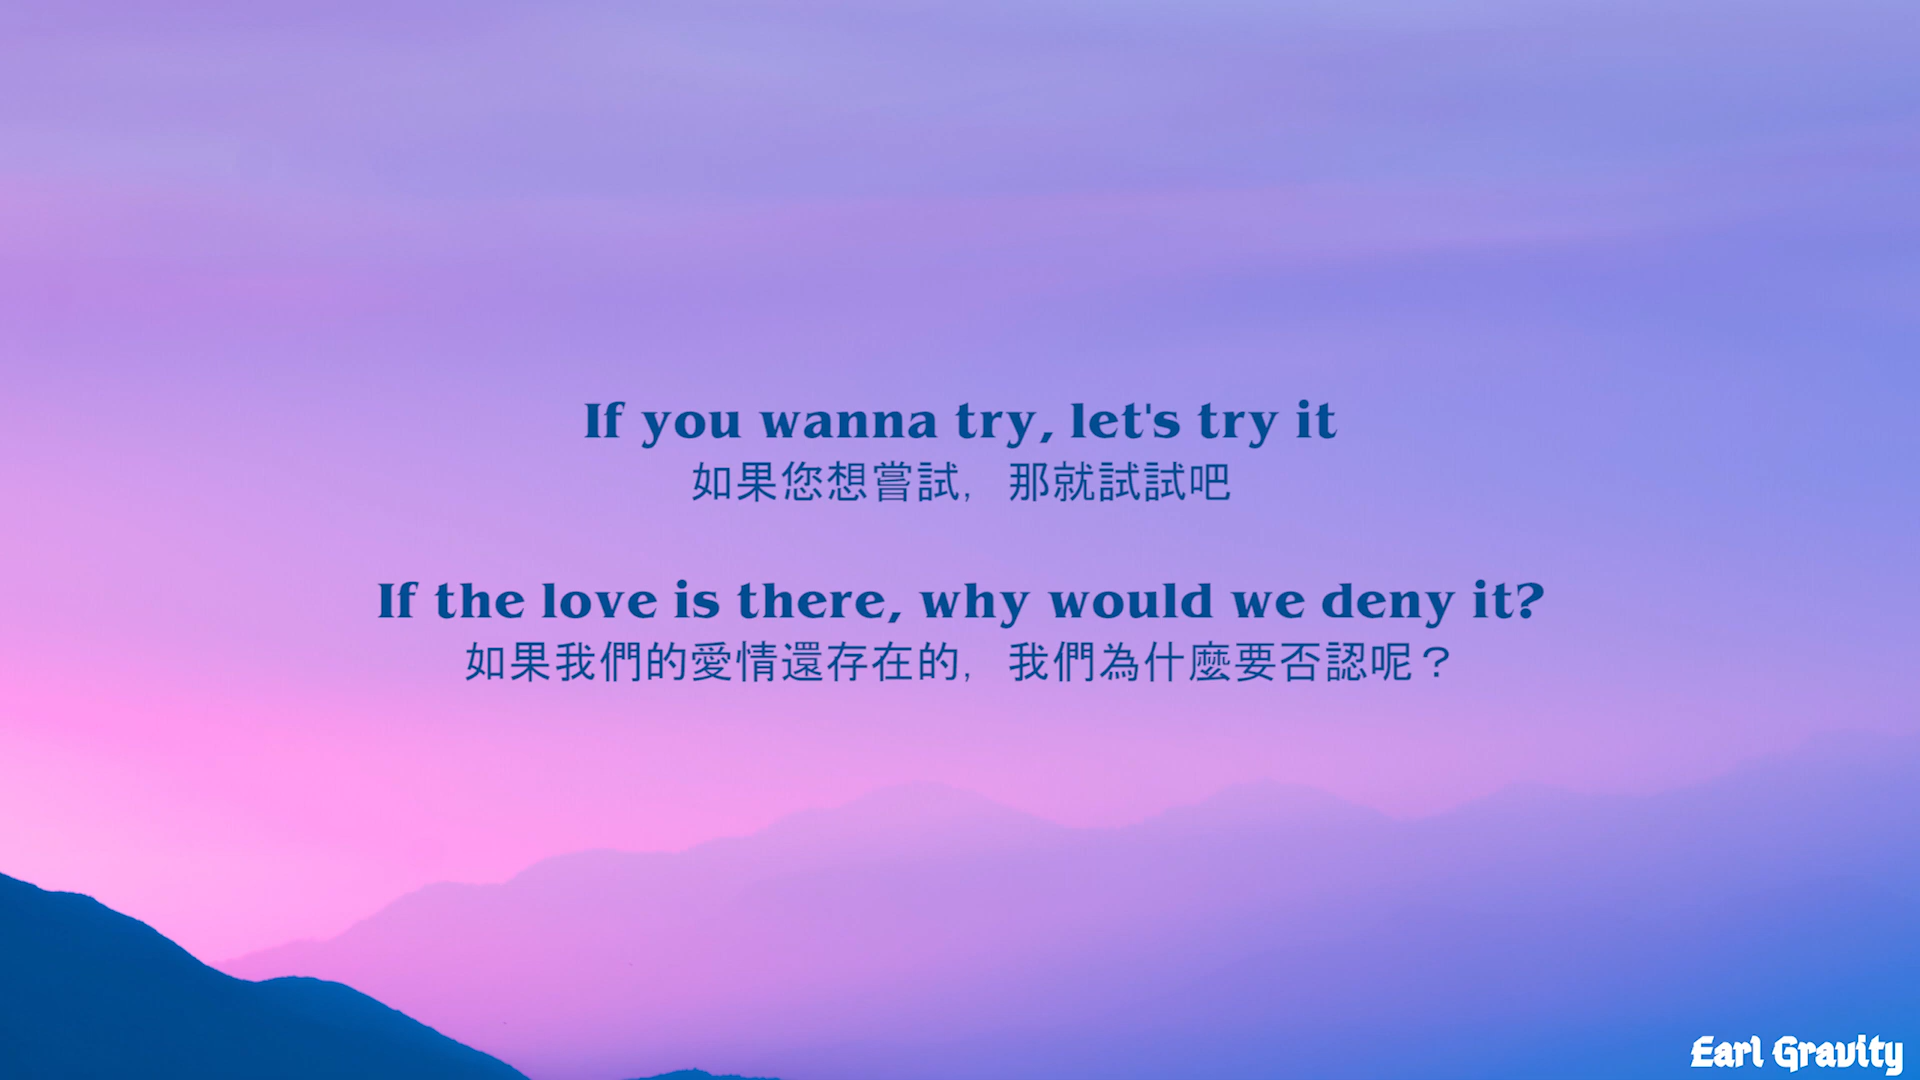 If you wanna try, let's try it
如果您想嘗試，那就試試吧
If the love is there, why would we deny it?
如果我們的愛情還存在的，我們為什麼要否認呢？
Earl Gravity